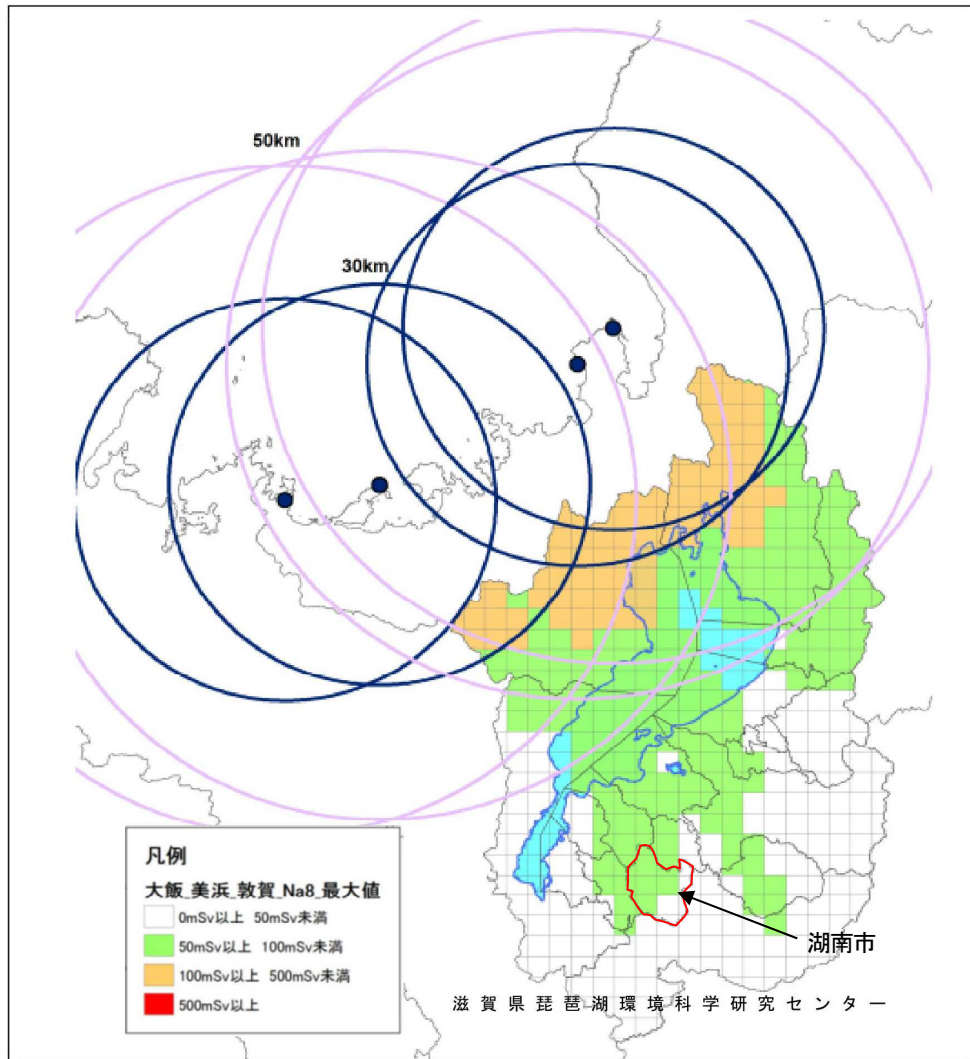 50km
30km
凡例
大飯_美浜_敦賀_Na8_最大値
0mSv以上 50mSv未満
50mSv以上 100mSv未満
100mSv以上 500mSv未満
500mSv以上
湖南市
滋賀県琵琶湖環境科学研究センター